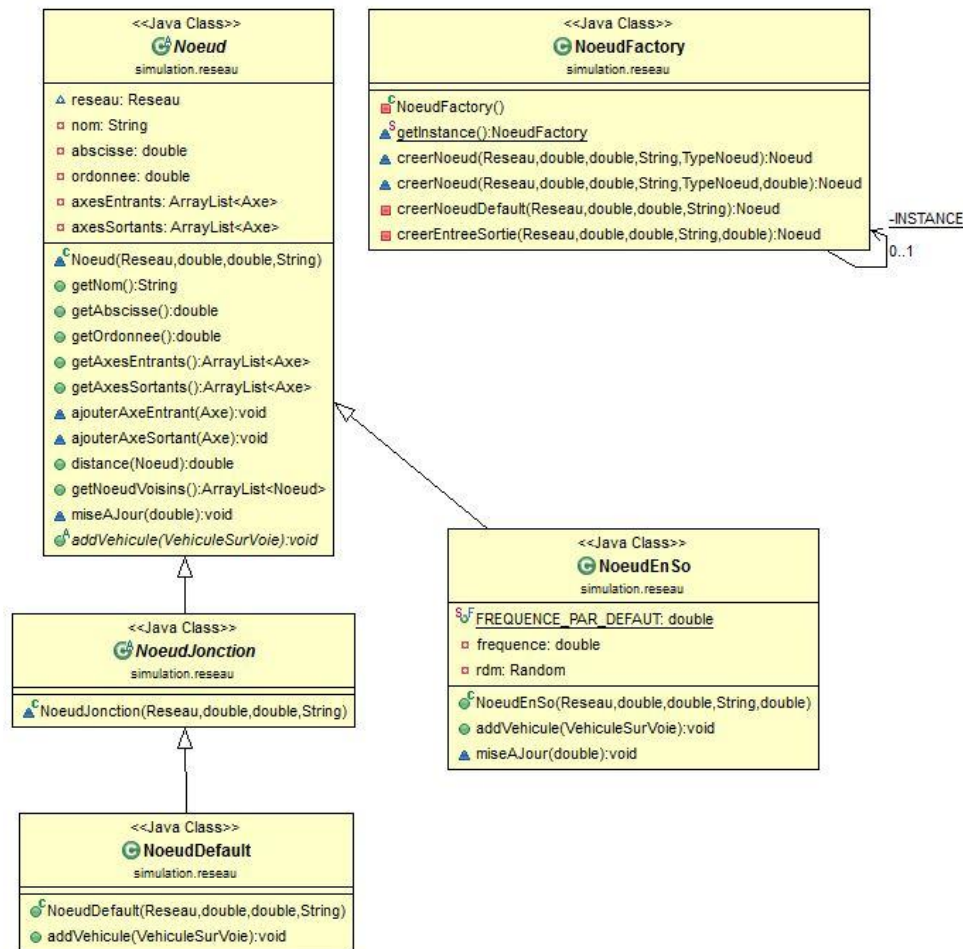 <<Java Class>>
Noeud
simulation.reseau
reseau: Reseau
nom: String
abscisse: double
ordonnee: double
axesEntrants: ArrayList<Axe>
axesSortants: ArrayList<Axe>
Noeud(Reseau,double,double,String)
getNom():String
getAbscisse():double
getOrdonnee():double
getAxesEntrants():ArrayList<Axe>
getAxesSortants():ArrayList<Axe>
ajouterAxeEntrant(Axe):void
ajouterAxeSortant(Axe):void
distance(Noeud):double
getNoeudVoisins():ArrayList<Noeud>
miseAJour(double):void
addVehicule(VehiculeSurVoie):void
<<Java Class>>
NoeudFactory
simulation.reseau
NoeudFactory()
getInstance():NoeudFactory
creerNoeud(Reseau,double,double,String,TypeNoeud):Noeud
creerNoeud(Reseau,double,double,String,TypeNoeud,double):Noeud
creerNoeudDefault(Reseau,double,double,String):Noeud
creerEntreeSortie(Reseau,double,double,String,double):Noeud
-INSTANCE
0..1
<<Java Class>>
NoeudEnSo
simulation.reseau
FREQUENCE_PAR_DEFAUT: double
frequence: double
rdm: Random
NoeudEnSo(Reseau,double,double,String,double)
addVehicule(VehiculeSurVoie):void
miseAJour(double):void
<<Java Class>>
NoeudJonction
simulation.reseau
NoeudJonction(Reseau,double,double,String)
<<Java Class>>
NoeudDefault
simulation.reseau
NoeudDefault(Reseau,double,double,String)
addVehicule(VehiculeSurVoie):void